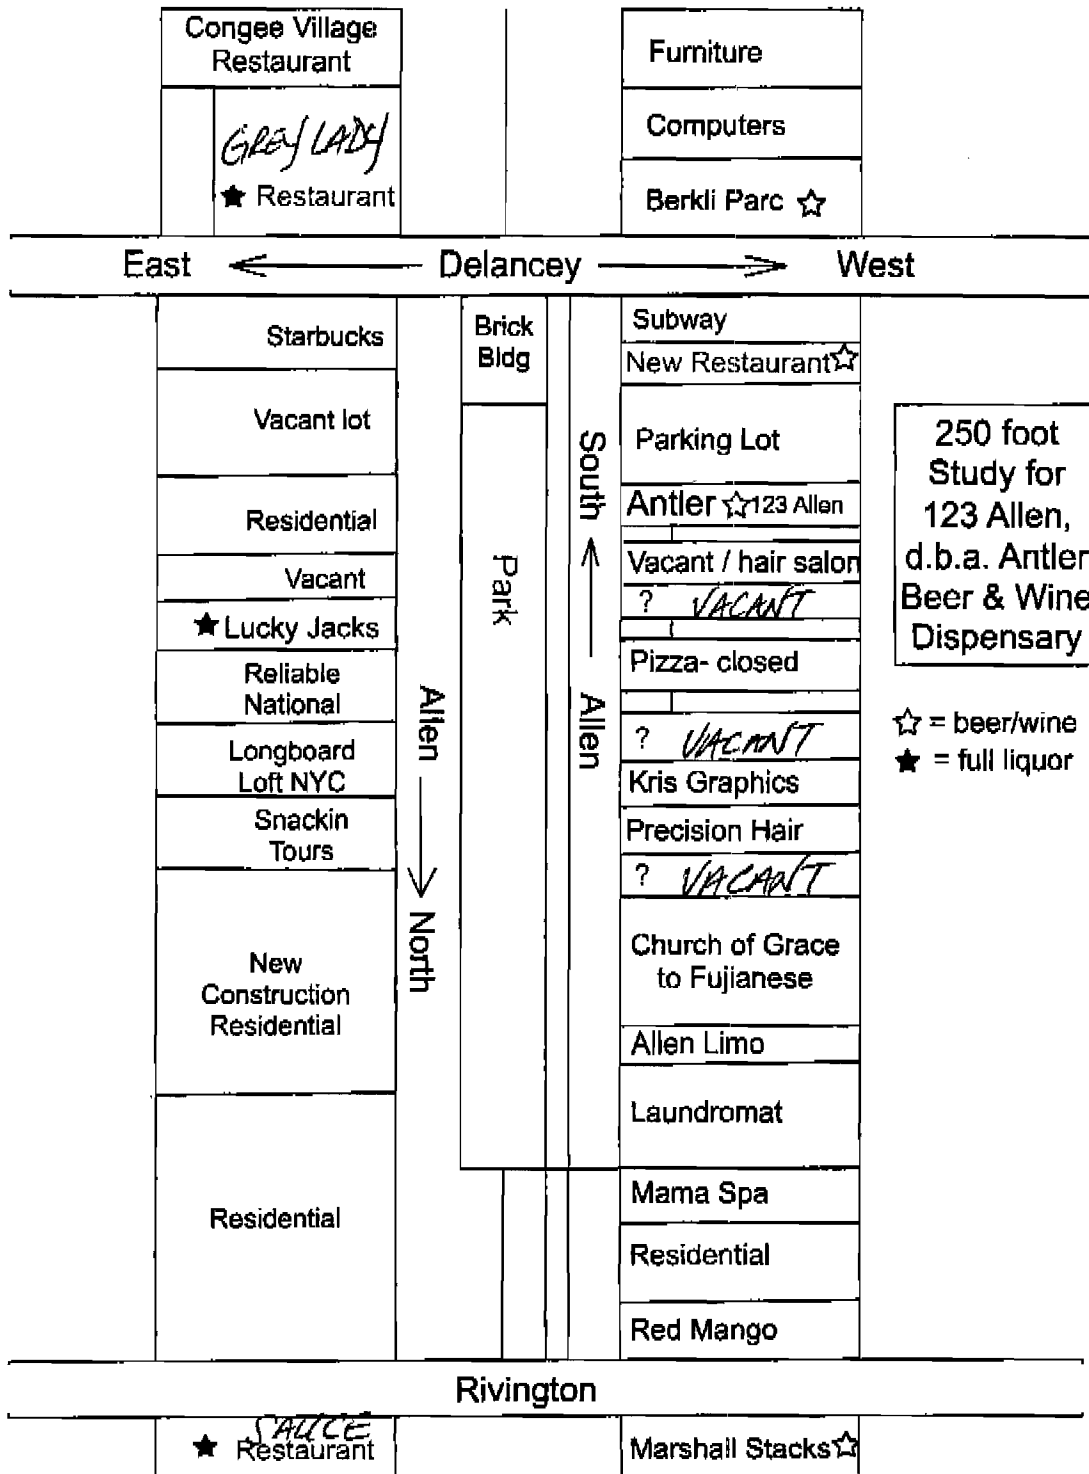 Congee Village
Restaurant
GREY LADY
★ Restaurant
Furniture
Computers
Berkli Parc ☆
East ← Delancey → West
Starbucks
Vacant lot
Residential
Vacant
★ Lucky Jacks
Reliable
National
Longboard
Loft NYC
Snackin
Tours
New
Construction
Residential
Residential
Allen → North
Brick
Bldg
Park
South ← Allen
Subway
New Restaurant ☆
Parking Lot
Antler ☆ 123 Allen
Vacant / hair salon
? VACANT
Pizza- closed
? VACANT
Kris Graphics
Precision Hair
? VACANT
Church of Grace
to Fujianese
Allen Limo
Laundromat
Mama Spa
Residential
Red Mango
250 foot
Study for
123 Allen,
d.b.a. Antler
Beer & Wine
Dispensary
☆ = beer/wine
★ = full liquor
Rivington
SAUCE
★ Restaurant
Marshall Stacks ☆